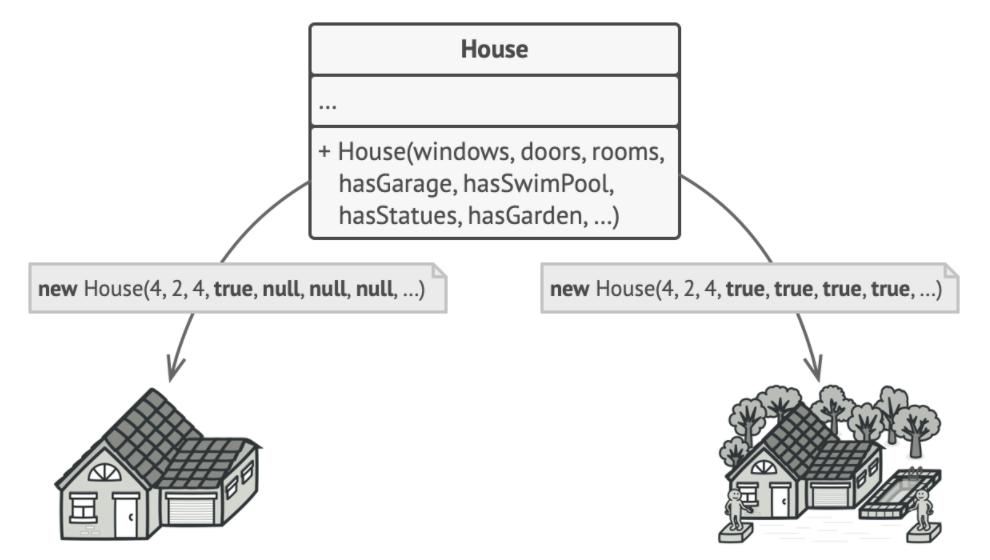 House
...
+ House(windows, doors, rooms,
hasGarage, hasSwimPool,
hasStatues, hasGarden, ...)
new House(4, 2, 4, true, null, null, null, ...)
new House(4, 2, 4, true, true, true, true, ...)